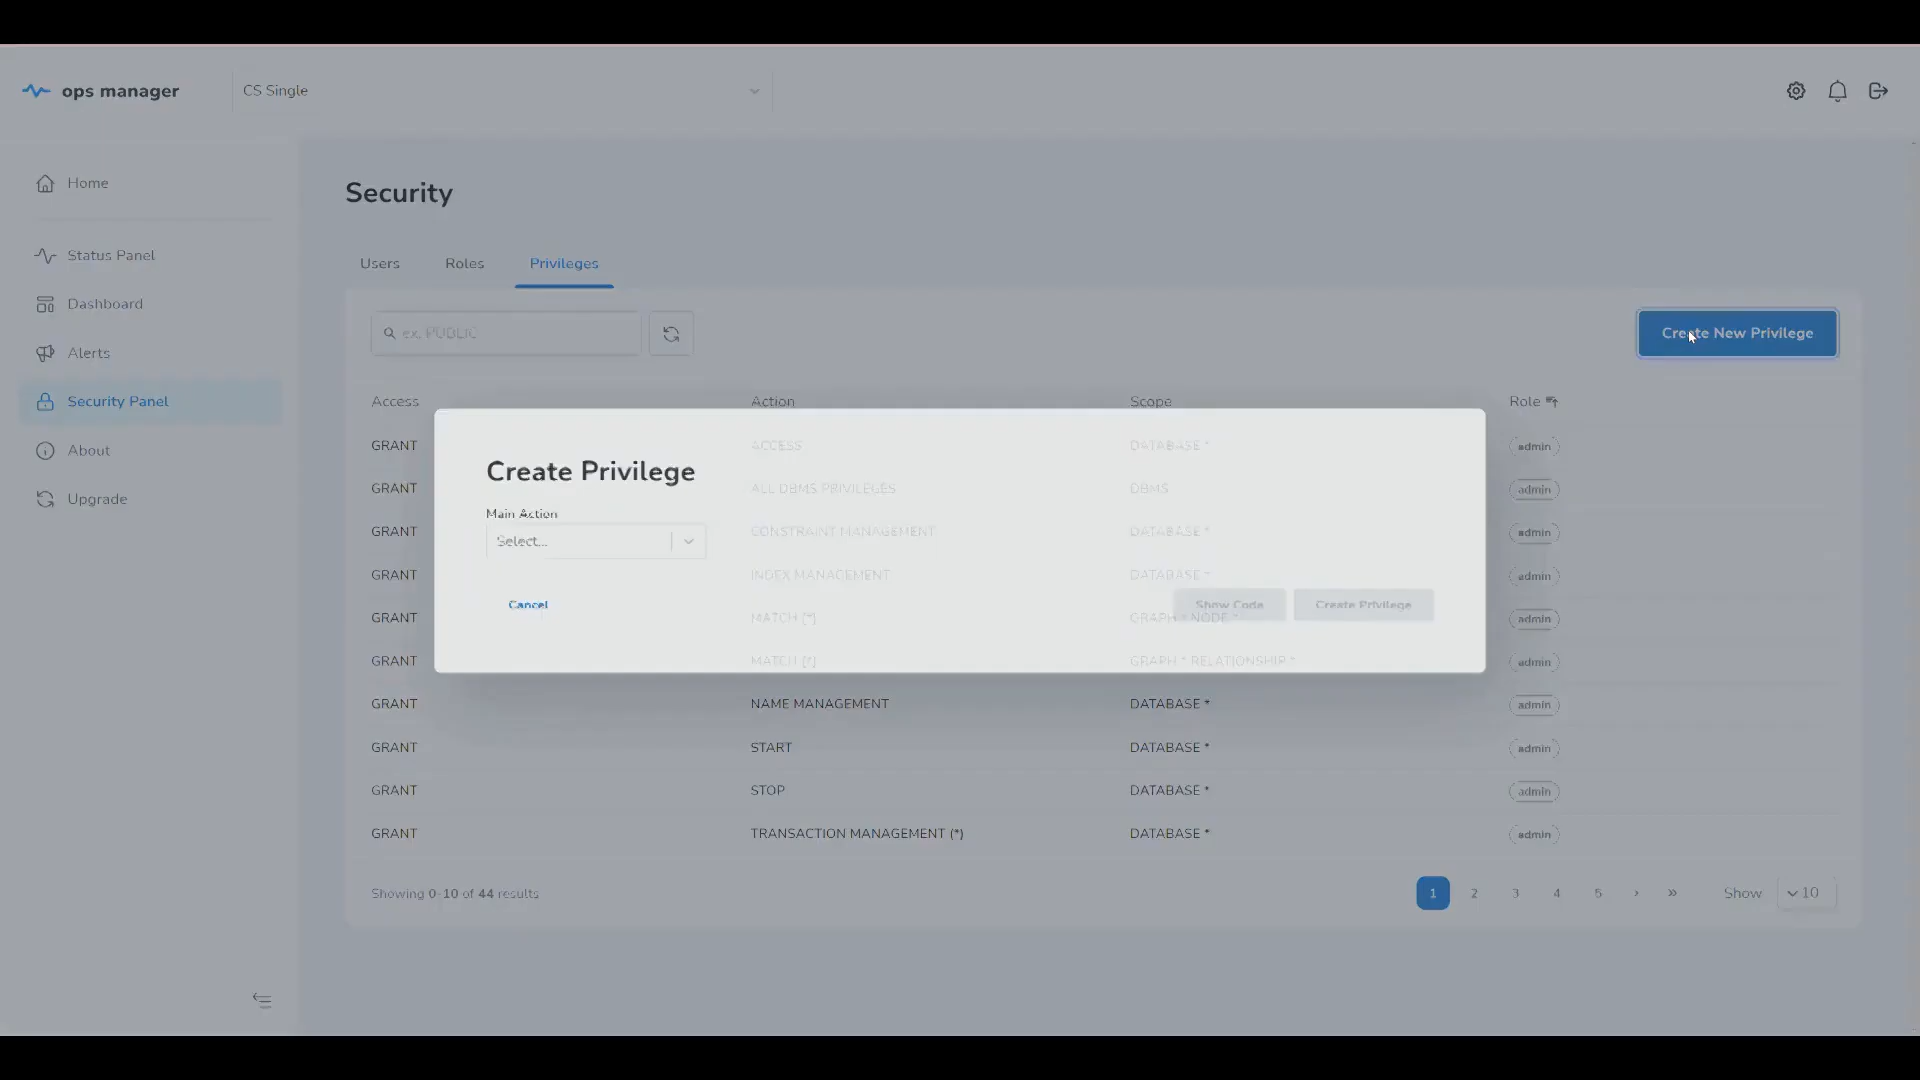 ops manager
CS Single
Home
Status Panel
Dashboard
Alerts
Security Panel
About
Upgrade
Security
Users Roles Privileges
ex. PUBLIC
Create New Privilege
Access Action Scope Role
GRANT ACCESS DATABASE * admin
GRANT ALL DBMS PRIVILEGES DBMS admin
GRANT CONSTRAINT MANAGEMENT DATABASE * admin
GRANT INDEX MANAGEMENT DATABASE * admin
GRANT MATCH {*} GRAPH * NODE * admin
GRANT MATCH {*} GRAPH * RELATIONSHIP * admin
GRANT NAME MANAGEMENT DATABASE * admin
GRANT START DATABASE * admin
GRANT STOP DATABASE * admin
GRANT TRANSACTION MANAGEMENT (*) DATABASE * admin
Create Privilege
Main Action
Select...
Cancel Show Code Create Privilege
Showing 0-10 of 44 results
1 2 3 4 5 › » Show 10